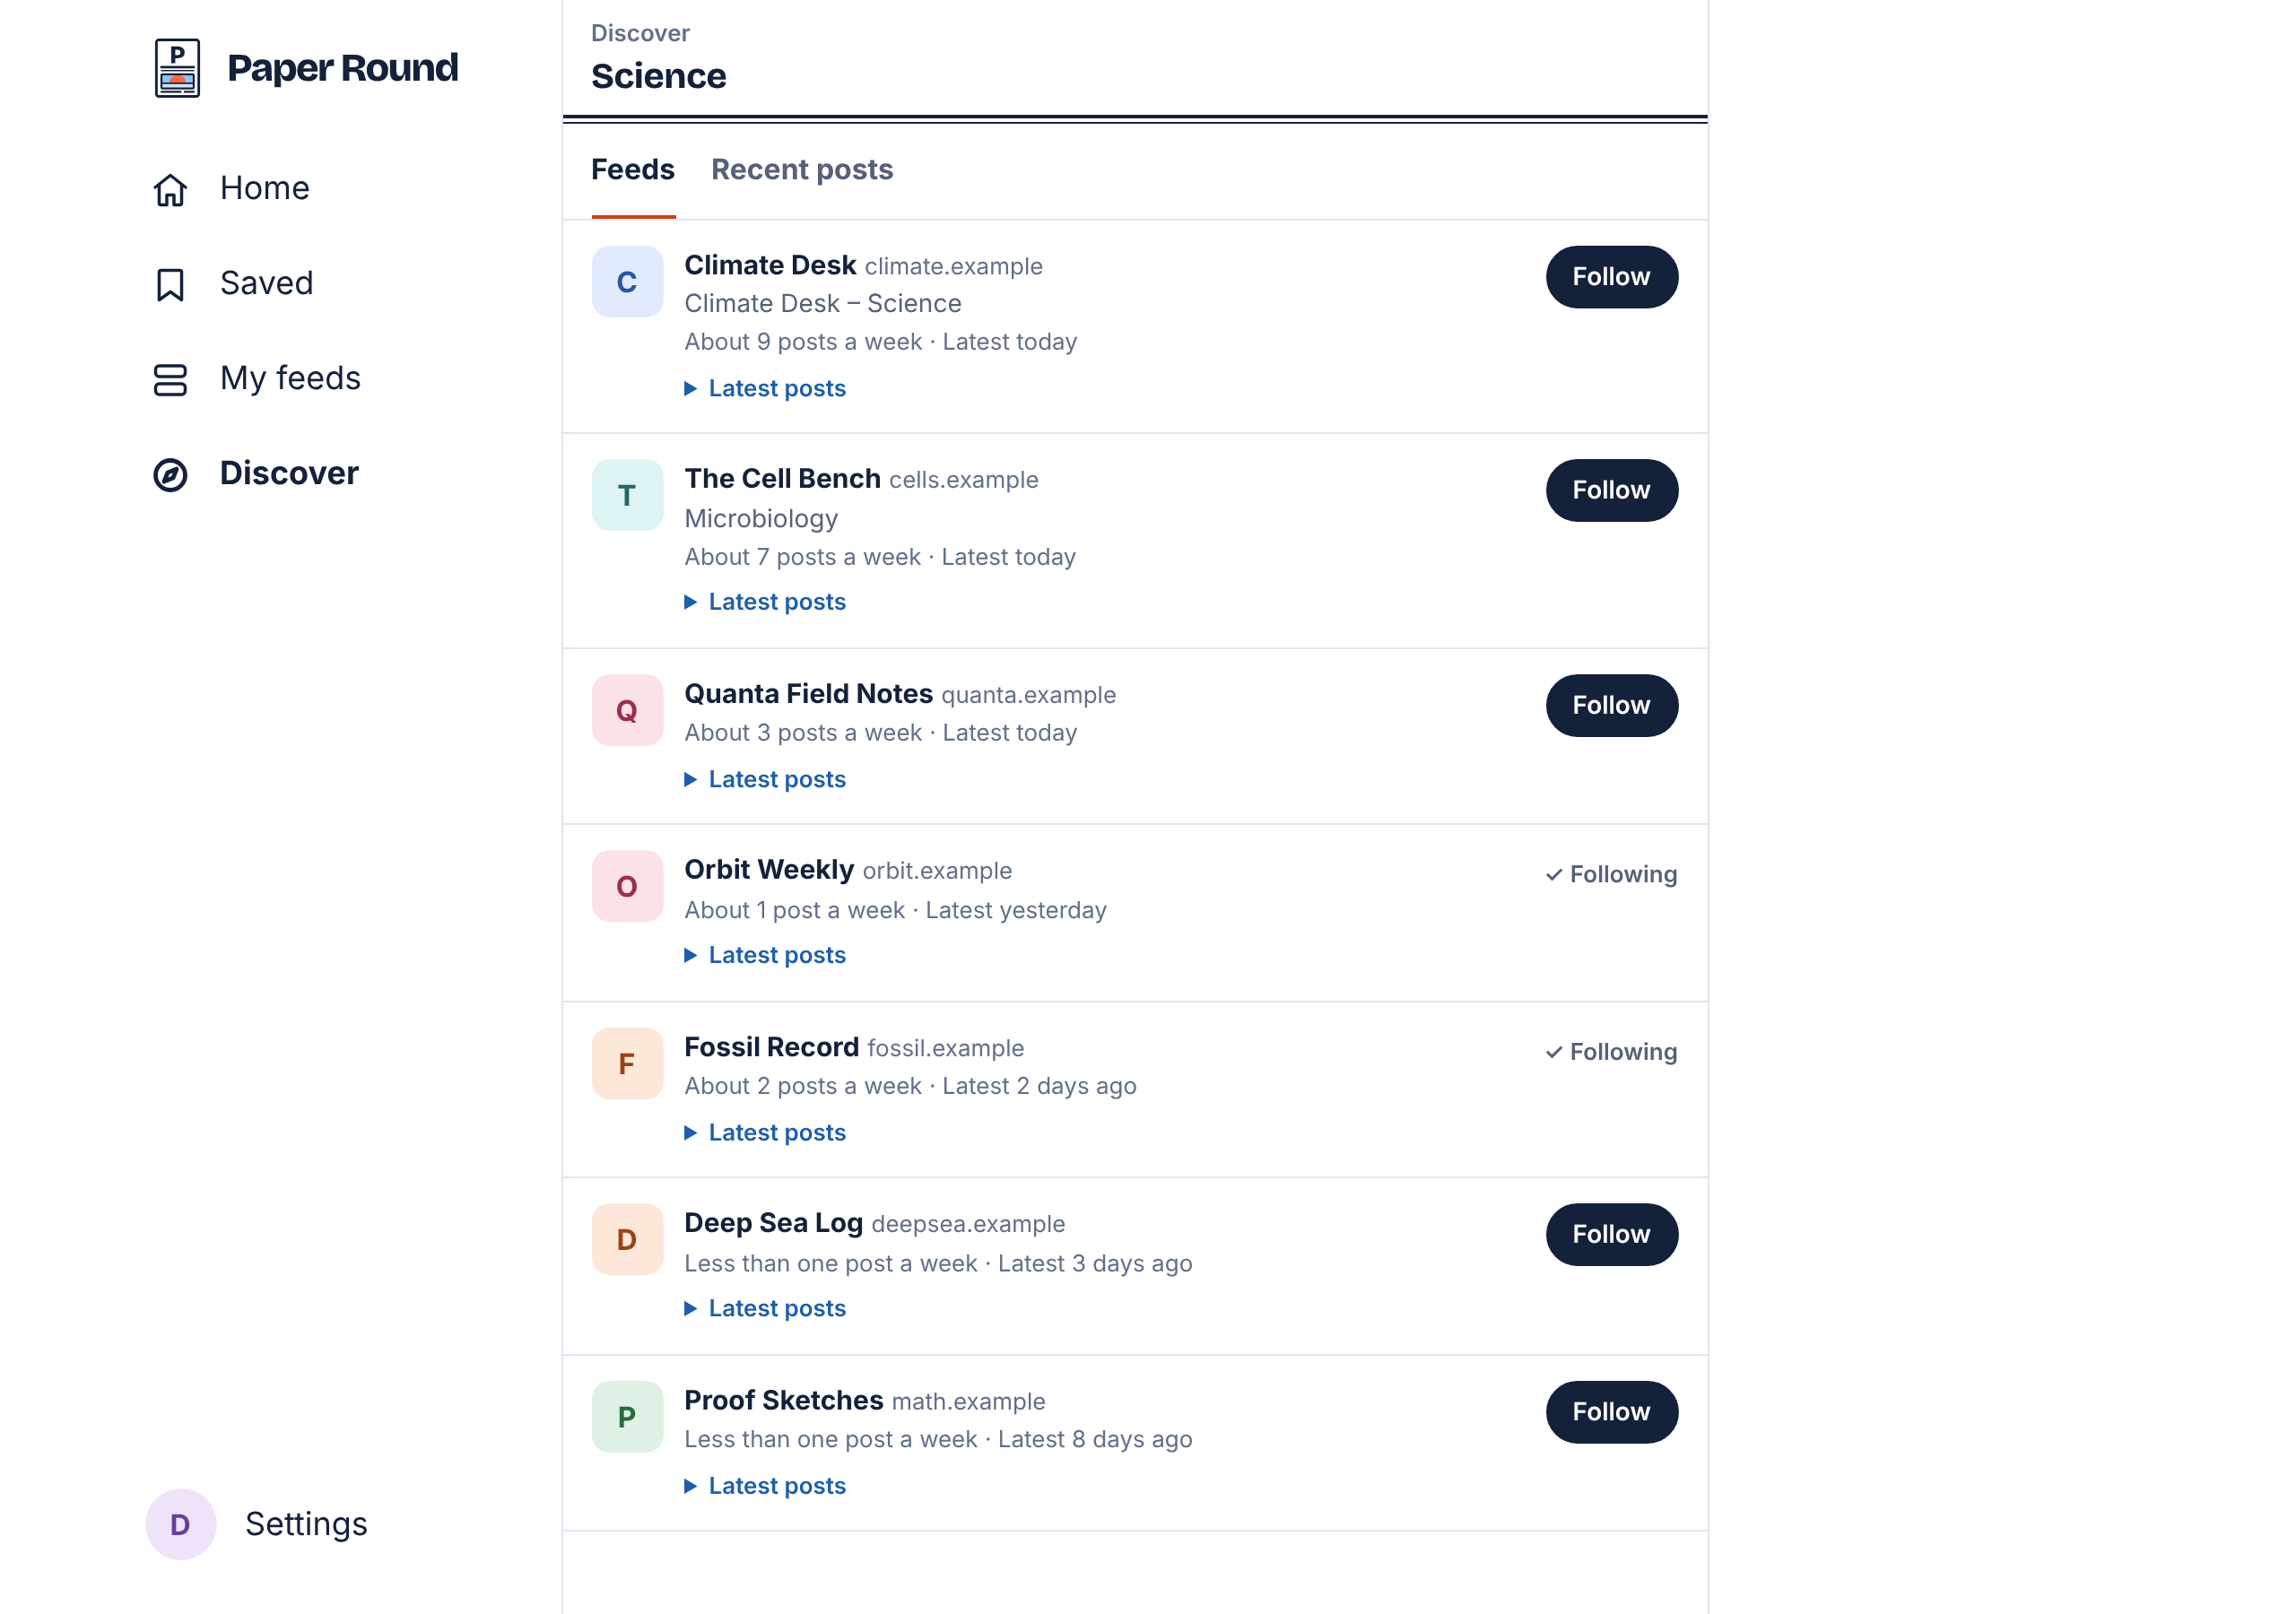 P
Paper Round
Home
Saved
My feeds
Discover
D
Settings
Discover
Science
Feeds
Recent posts
C
Climate Desk climate.example
Climate Desk – Science
About 9 posts a week · Latest today
Latest posts
Follow
T
The Cell Bench cells.example
Microbiology
About 7 posts a week · Latest today
Latest posts
Follow
Q
Quanta Field Notes quanta.example
About 3 posts a week · Latest today
Latest posts
Follow
O
Orbit Weekly orbit.example
About 1 post a week · Latest yesterday
Latest posts
Following
F
Fossil Record fossil.example
About 2 posts a week · Latest 2 days ago
Latest posts
Following
D
Deep Sea Log deepsea.example
Less than one post a week · Latest 3 days ago
Latest posts
Follow
P
Proof Sketches math.example
Less than one post a week · Latest 8 days ago
Latest posts
Follow